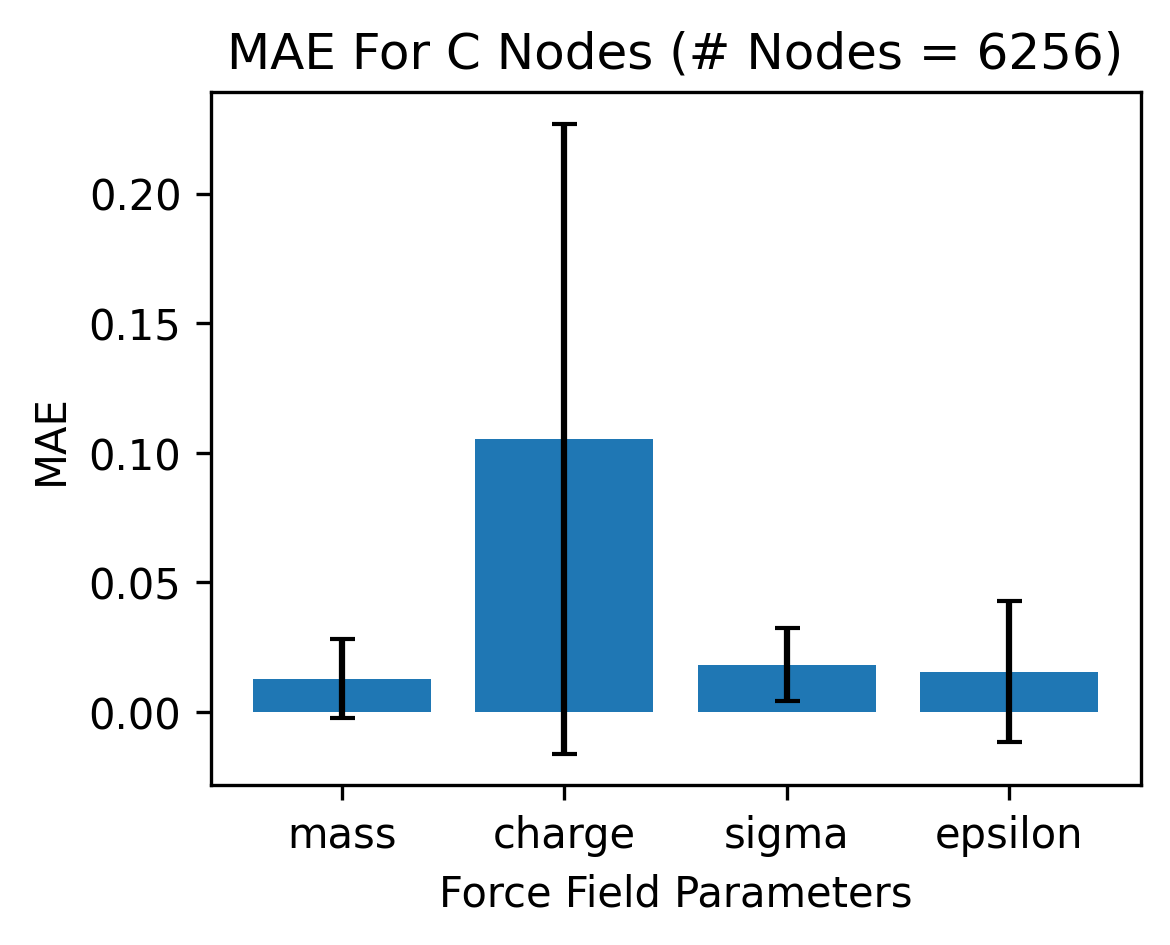 MAE For C Nodes (# Nodes = 6256)
MAE
0.20
0.15
0.10
0.05
0.00
mass charge sigma epsilon
Force Field Parameters